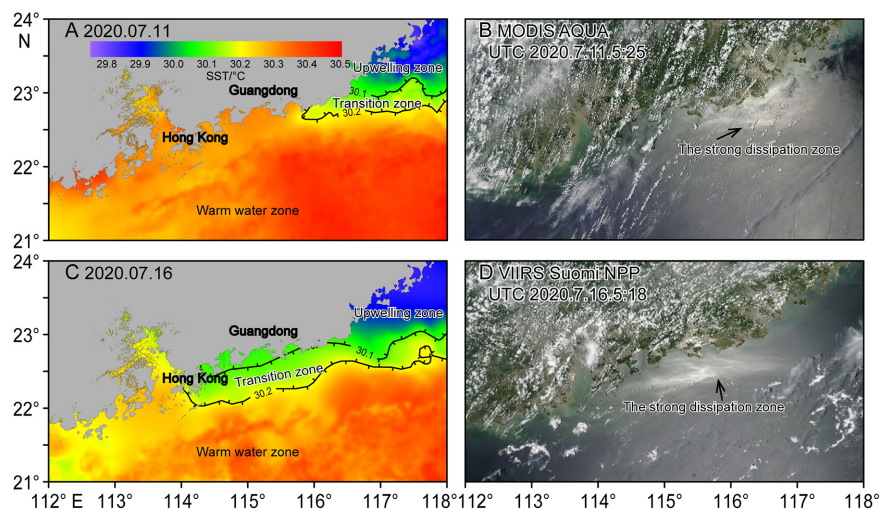 24°
N
23°
22°
21°
A 2020.07.11
29.8 29.9 30.1 30.2 30.4 30.5
SST/°C
Upwelling zone
30.1
Guangdong
Transition zone
30.2
Hong Kong
Warm water zone
B MODIS AQUA
UTC 2020.7.11.5:25
The strong dissipation zone
24°
23°
22°
21°
C 2020.07.16
Upwelling zone
Guangdong
30.1
Hong Kong
Transition zone
30.2
Warm water zone
112° E 113° 114° 115° 116° 117° 118°
D VIIRS Suomi NPP
UTC 2020.7.16.5:18
The strong dissipation zone
112° 113° 114° 115° 116° 117° 118°